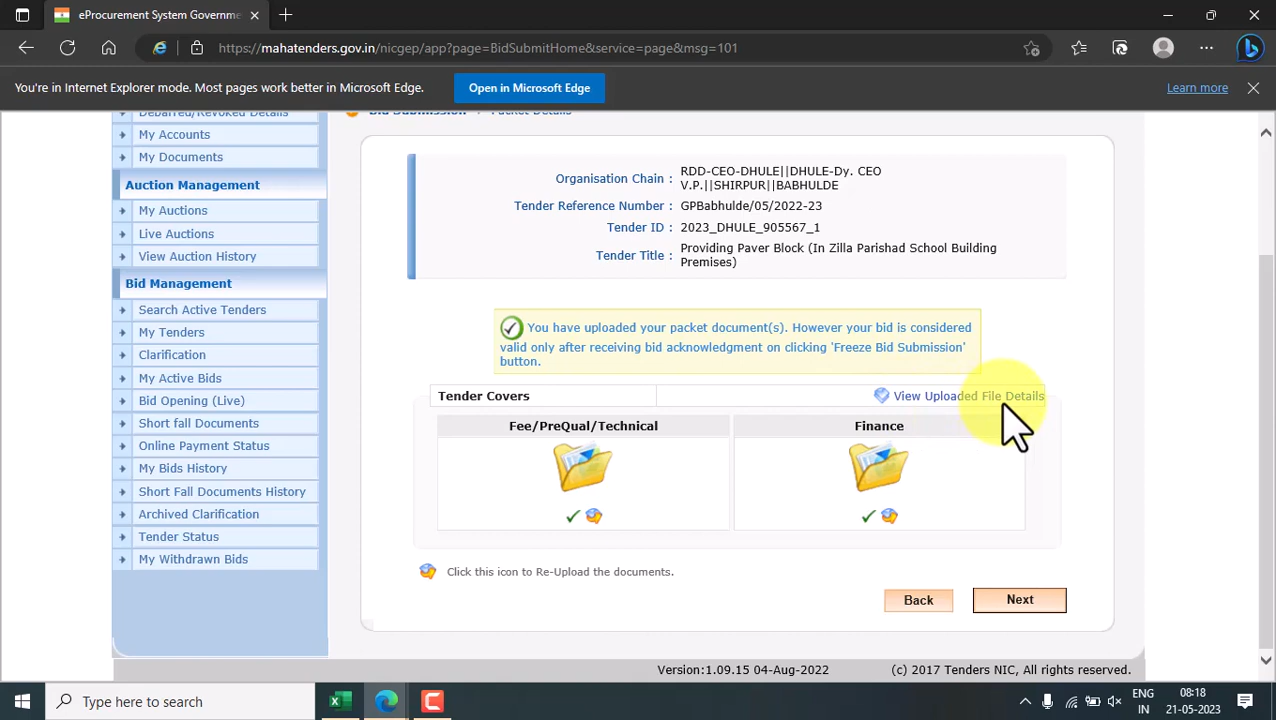 eProcurement System Governmen
https://mahatenders.gov.in/nicgep/app?page=BidSubmitHome&service=page&msg=101
You're in Internet Explorer mode. Most pages work better in Microsoft Edge.
Open in Microsoft Edge
Learn more
Debarred/Revoked Details
My Accounts
My Documents
Auction Management
My Auctions
Live Auctions
View Auction History
Bid Management
Search Active Tenders
My Tenders
Clarification
My Active Bids
Bid Opening (Live)
Short fall Documents
Online Payment Status
My Bids History
Short Fall Documents History
Archived Clarification
Tender Status
My Withdrawn Bids
Bid Submission > Packet Details
Organisation Chain : RDD-CEO-DHULE||DHULE-Dy. CEO
V.P.||SHIRPUR||BABHULDE
Tender Reference Number : GPBabhulde/05/2022-23
Tender ID : 2023_DHULE_905567_1
Tender Title : Providing Paver Block (In Zilla Parishad School Building
Premises)
You have uploaded your packet document(s). However your bid is considered
valid only after receiving bid acknowledgment on clicking 'Freeze Bid Submission'
button.
Tender Covers
View Uploaded File Details
Fee/PreQual/Technical
Finance
Click this icon to Re-Upload the documents.
Back
Next
Version:1.09.15 04-Aug-2022
(c) 2017 Tenders NIC, All rights reserved.
Type here to search
ENG
IN
08:18
21-05-2023